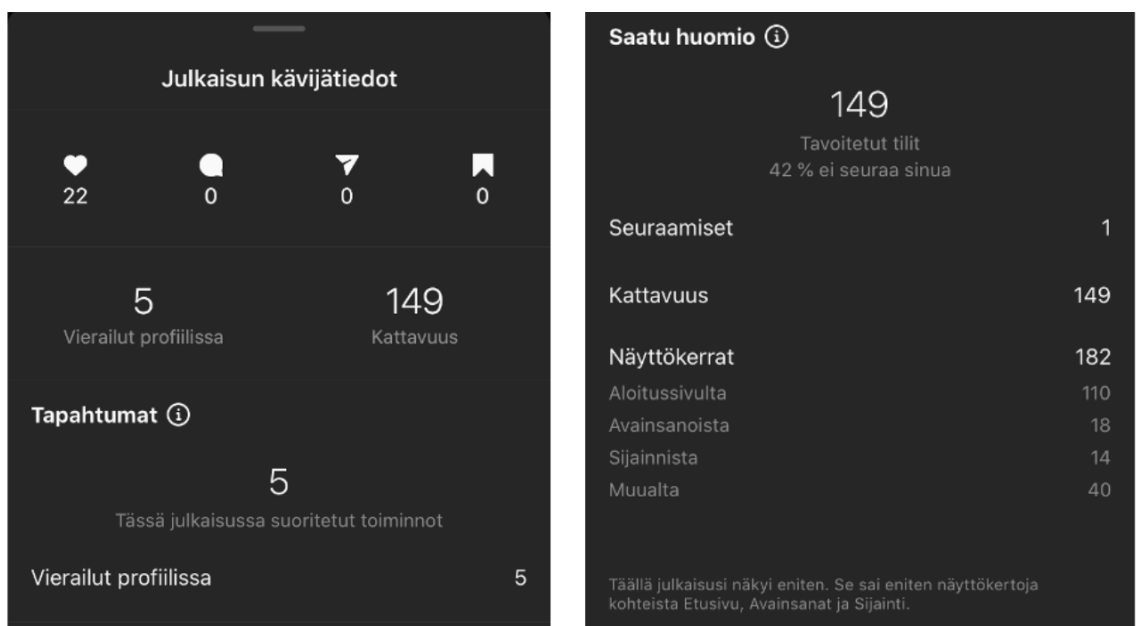 Julkaisun kävijätiedot
22 0 0 0
5 149
Vierailut profiilissa Kattavuus
Tapahtumat
5
Tässä julkaisussa suoritetut toiminnot
Vierailut profiilissa 5
Saatu huomio
149
Tavoitetut tilit
42 % ei seuraa sinua
Seuraamiset 1
Kattavuus 149
Näyttökerrat 182
Aloitussivulta 110
Avainsanoista 18
Sijainnista 14
Muualta 40
Täällä julkaisusi näkyi eniten. Se sai eniten näyttökertoja
kohteista Etusivu, Avainsanat ja Sijainti.